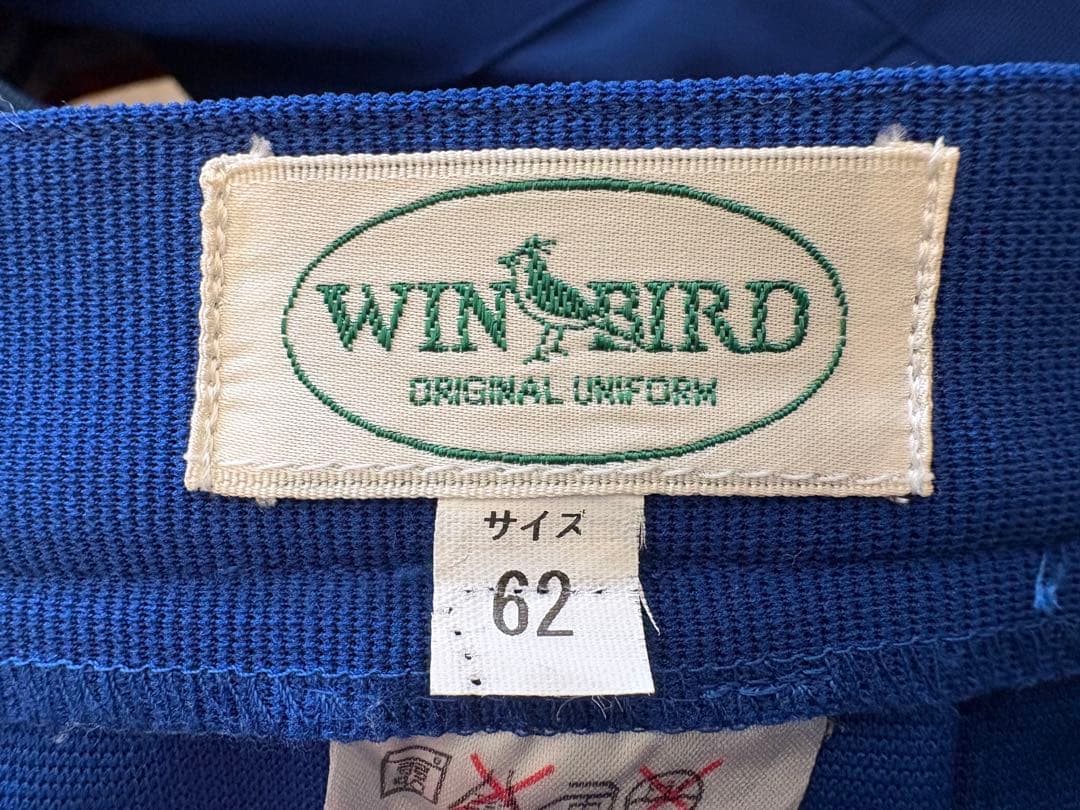 WIN BIRD
ORIGINAL UNIFORM
サイズ
62